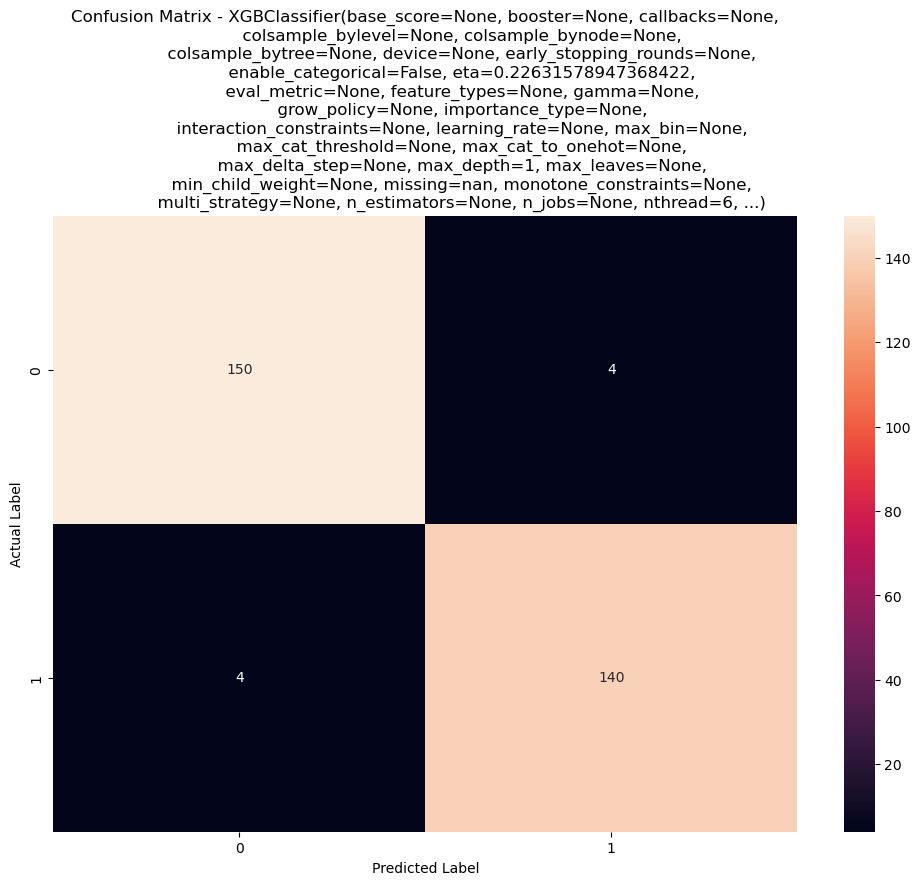 Confusion Matrix - XGBClassifier(base_score=None, booster=None, callbacks=None,
colsample_bylevel=None, colsample_bynode=None,
colsample_bytree=None, device=None, early_stopping_rounds=None,
enable_categorical=False, eta=0.22631578947368422,
eval_metric=None, feature_types=None, gamma=None,
grow_policy=None, importance_type=None,
interaction_constraints=None, learning_rate=None, max_bin=None,
max_cat_threshold=None, max_cat_to_onehot=None,
max_delta_step=None, max_depth=1, max_leaves=None,
min_child_weight=None, missing=nan, monotone_constraints=None,
multi_strategy=None, n_estimators=None, n_jobs=None, nthread=6, ...)
Actual Label
0
150
4
1
4
140
0
1
Predicted Label
140
120
100
80
60
40
20